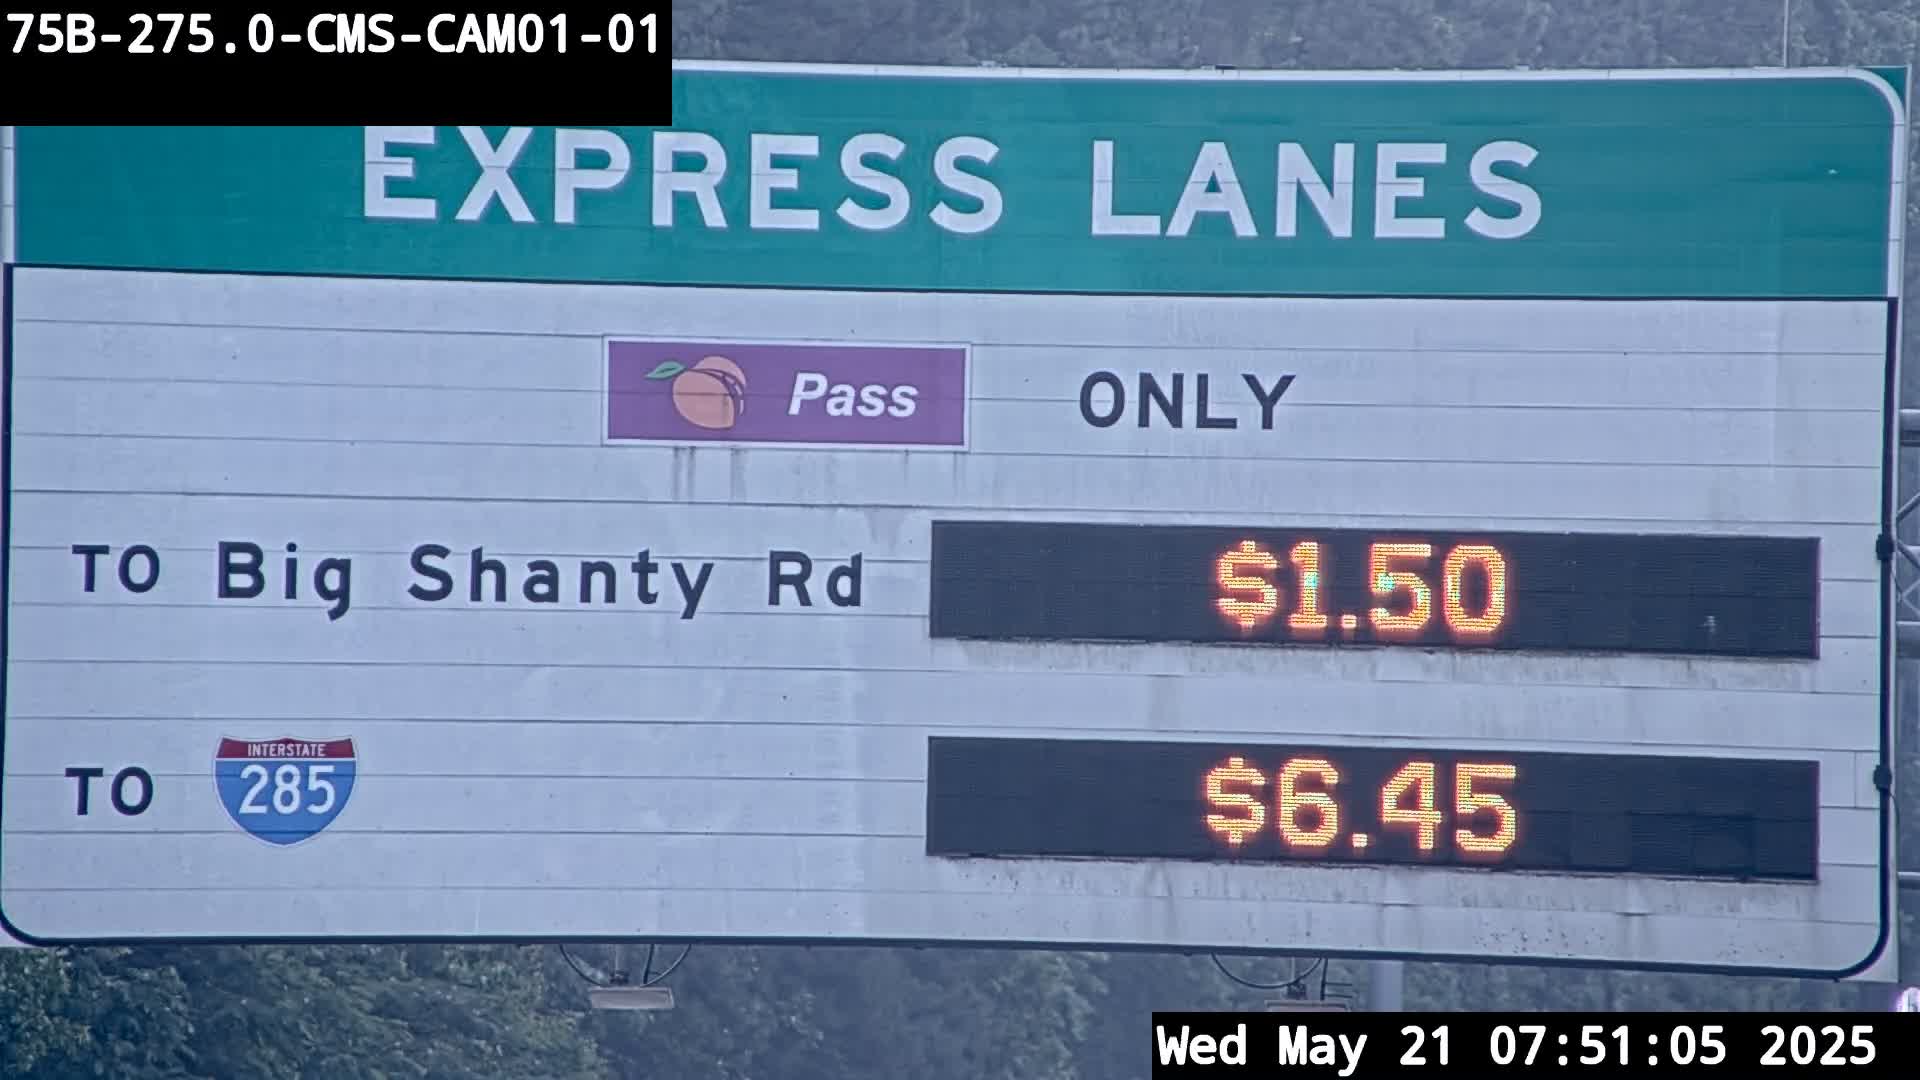 75B-275.0-CMS-CAM01-01
EXPRESS LANES
Pass ONLY
TO Big Shanty Rd $1.50
INTERSTATE
TO 285 $6.45
Wed May 21 07:51:05 2025